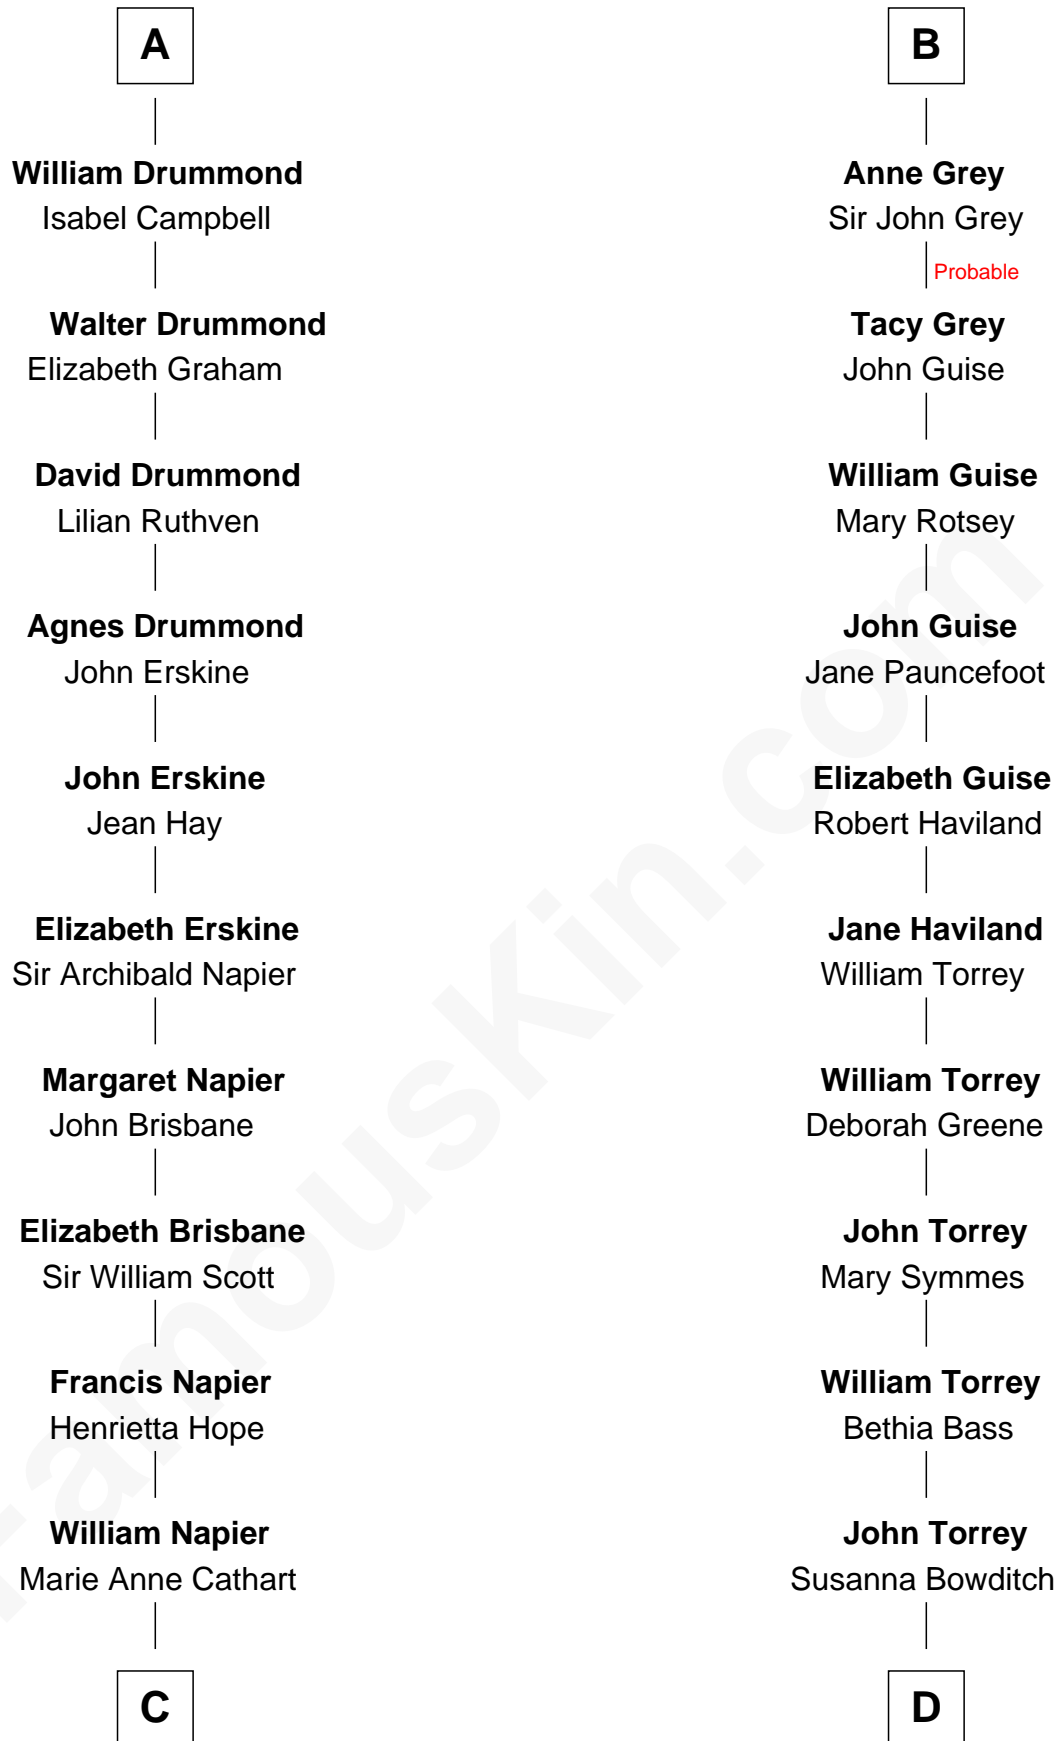 A
William Drummond
Isabel Campbell
Walter Drummond
Elizabeth Graham
David Drummond
Lilian Ruthven
Agnes Drummond
John Erskine
John Erskine
Jean Hay
Elizabeth Erskine
Sir Archibald Napier
Margaret Napier
John Brisbane
Elizabeth Brisbane
Sir William Scott
Francis Napier
Henrietta Hope
William Napier
Marie Anne Cathart
C
B
Anne Grey
Sir John Grey
Probable
Tacy Grey
John Guise
William Guise
Mary Rotsey
John Guise
Jane Pauncefoot
Elizabeth Guise
Robert Haviland
Jane Haviland
William Torrey
William Torrey
Deborah Greene
John Torrey
Mary Symmes
William Torrey
Bethia Bass
John Torrey
Susanna Bowditch
D
FamousKin.com